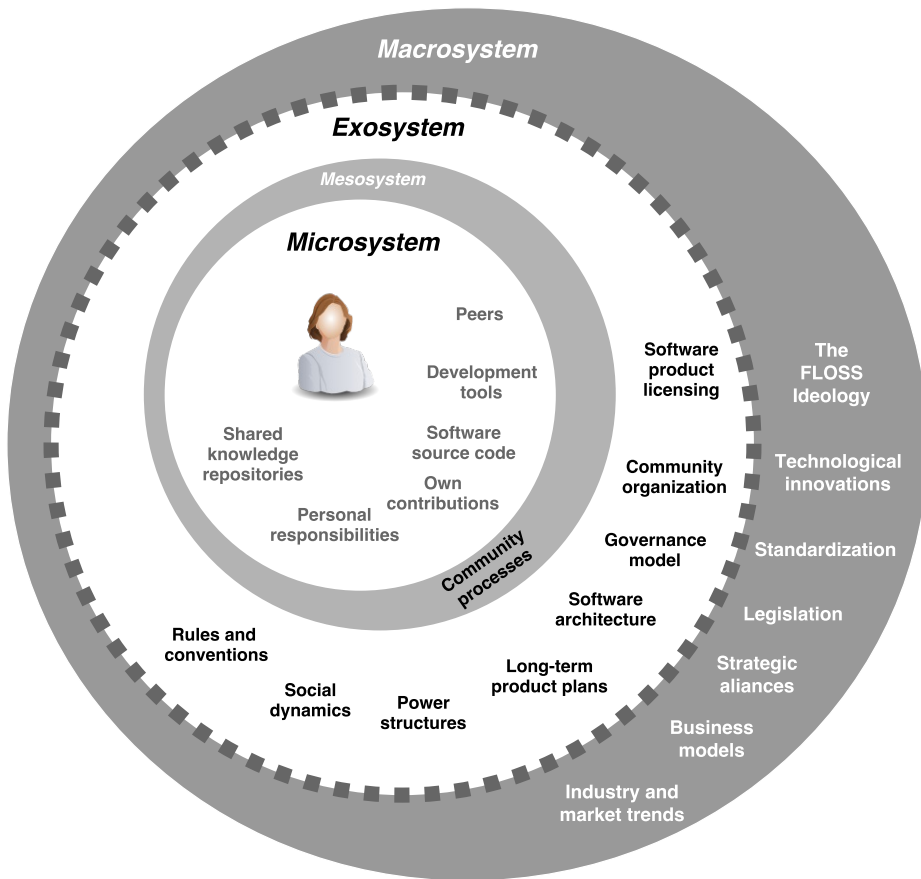 Macrosystem
Exosystem
Mesosystem
Microsystem
Peers
Development
tools
Software
source code
Own
contributions
Shared
knowledge
repositories
Personal
responsibilities
Community
processes
Software
product
licensing
Community
organization
Governance
model
Software
architecture
Long-term
product plans
Power
structures
Social
dynamics
Rules and
conventions
The
FLOSS
Ideology
Technological
innovations
Standardization
Legislation
Strategic
aliances
Business
models
Industry and
market trends